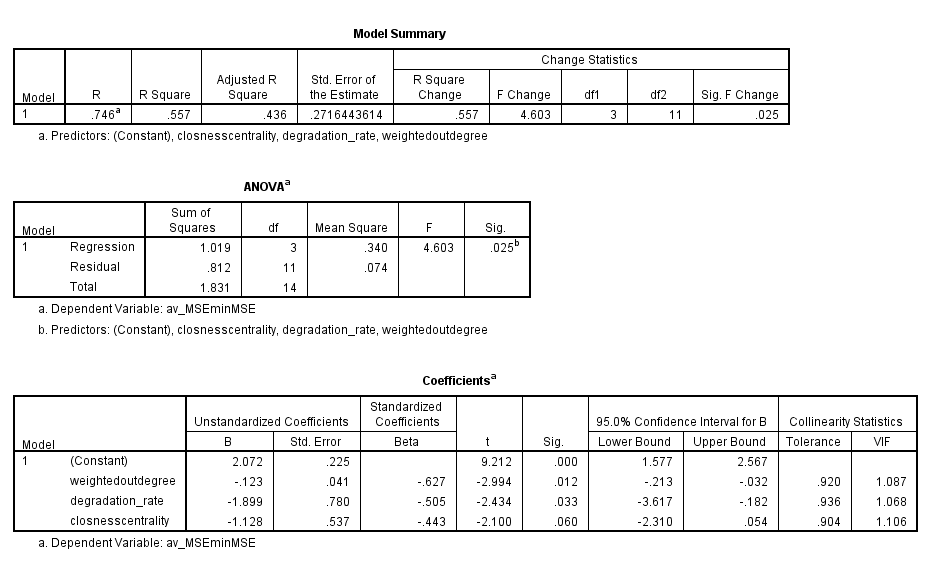 Model Summary
Change Statistics
Model R R Square Adjusted R Square Std. Error of the Estimate R Square Change F Change df1 df2 Sig. F Change
1 .746a .557 .436 .2716443614 .557 4.603 3 11 .025
a. Predictors: (Constant), closnesscentrality, degradation_rate, weightedoutdegree
ANOVAa
Model Sum of Squares df Mean Square F Sig.
1 Regression 1.019 3 .340 4.603 .025b
Residual .812 11 .074
Total 1.831 14
a. Dependent Variable: av_MSEminMSE
b. Predictors: (Constant), closnesscentrality, degradation_rate, weightedoutdegree
Coefficientsa
Unstandardized Coefficients Standardized Coefficients 95.0% Confidence Interval for B Collinearity Statistics
Model B Std. Error Beta t Sig. Lower Bound Upper Bound Tolerance VIF
1 (Constant) 2.072 .225 9.212 .000 1.577 2.567
weightedoutdegree -.123 .041 -.627 -2.994 .012 -.213 -.032 .920 1.087
degradation_rate -1.899 .780 -.505 -2.434 .033 -3.617 -.182 .936 1.068
closnesscentrality -1.128 .537 -.443 -2.100 .060 -2.310 .054 .904 1.106
a. Dependent Variable: av_MSEminMSE